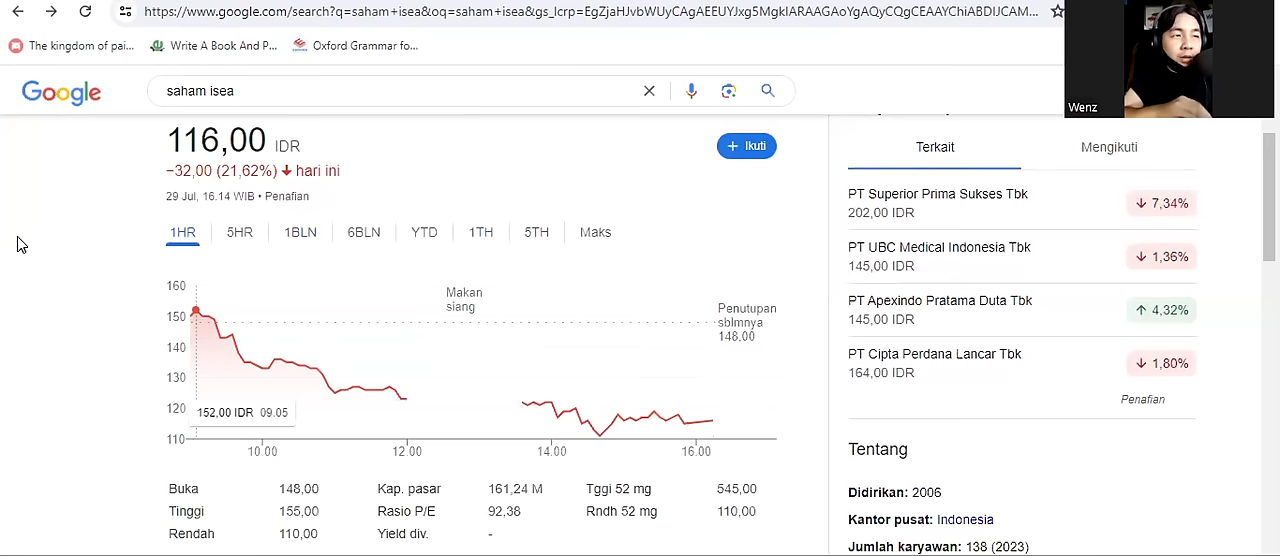 https://www.google.com/search?q=saham+isea&oq=saham+isea&gs_lcrp=EgZjaHJvbWUyCAgAEEUYJxg5MgkIARAAGAoYgAQyCQgCEAAYChiABDIJCAM...
The kingdom of pai...
Write A Book And P...
Oxford Grammar fo...
Wenz
Google
saham isea
116,00 IDR
−32,00 (21,62%) hari ini
29 Jul, 16.14 WIB • Penafian
+ Ikuti
1HR 5HR 1BLN 6BLN YTD 1TH 5TH Maks
160
150
140
130
120
110
Makan
siang
Penutupan
sblmnya
148,00
152,00 IDR 09.05
10.00 12.00 14.00 16.00
Buka 148,00 Kap. pasar 161,24 M Tggi 52 mg 545,00
Tinggi 155,00 Rasio P/E 92,38 Rndh 52 mg 110,00
Rendah 110,00 Yield div. -
Terkait Mengikuti
PT Superior Prima Sukses Tbk
202,00 IDR
7,34%
PT UBC Medical Indonesia Tbk
145,00 IDR
1,36%
PT Apexindo Pratama Duta Tbk
145,00 IDR
4,32%
PT Cipta Perdana Lancar Tbk
164,00 IDR
1,80%
Penafian
Tentang
Didirikan: 2006
Kantor pusat: Indonesia
Jumlah karyawan: 138 (2023)